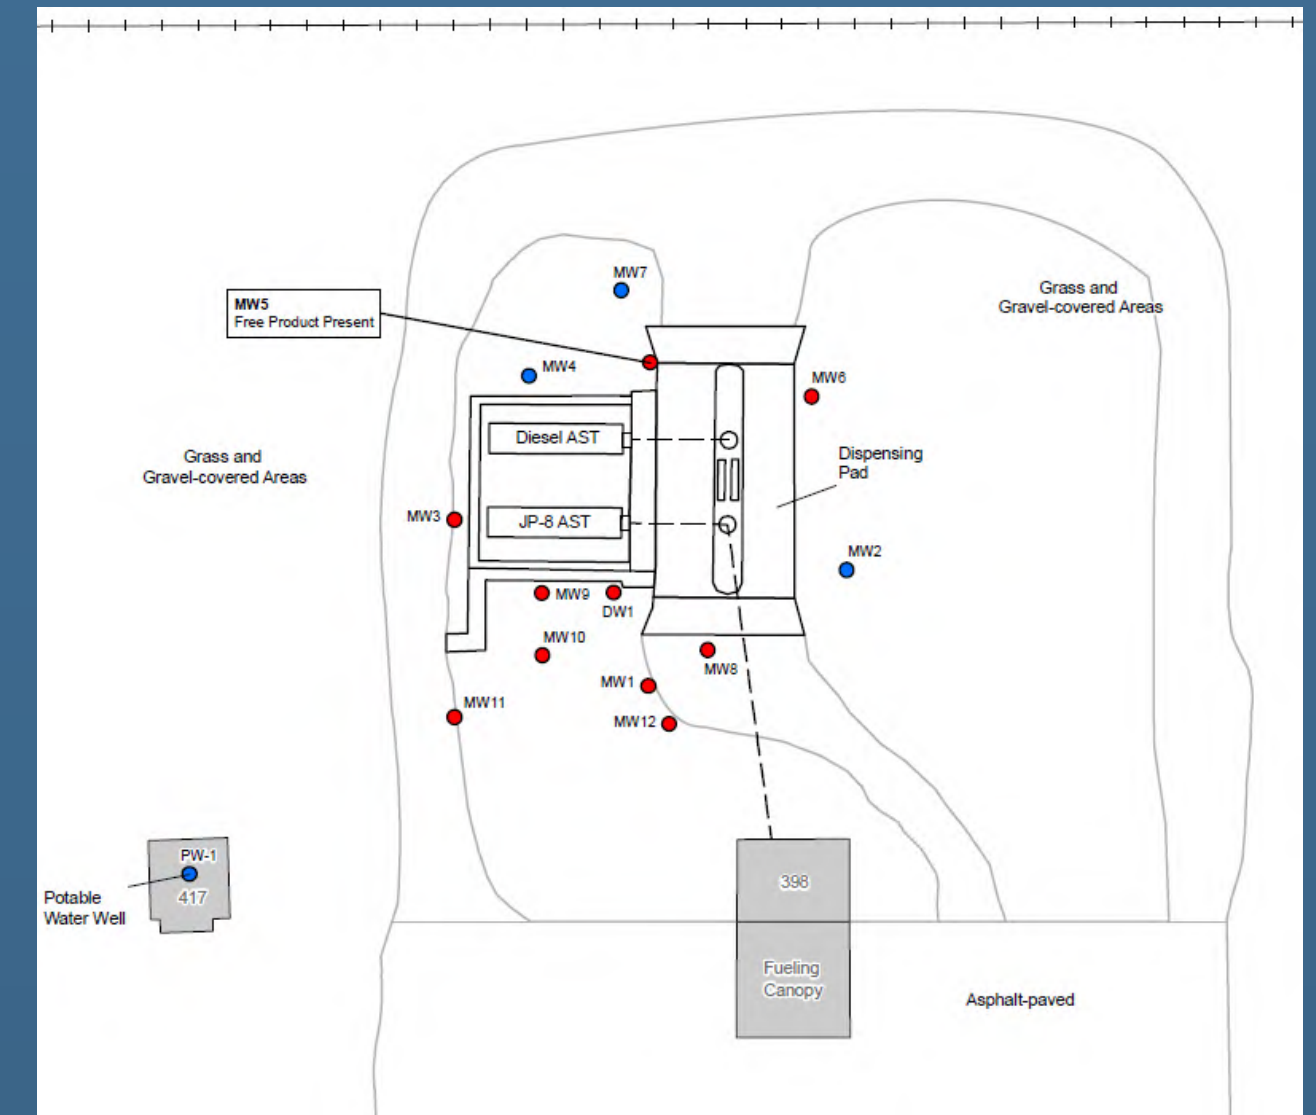 MW7
Grass and
Gravel-covered Areas
MW5
Free Product Present
MW4
MW6
Diesel AST
Dispensing
Pad
Grass and
Gravel-covered Areas
MW3
JP-8 AST
MW2
MW9
DW1
MW10
MW8
MW1
MW11
MW12
PW-1
417
Potable
Water Well
398
Fueling
Canopy
Asphalt-paved